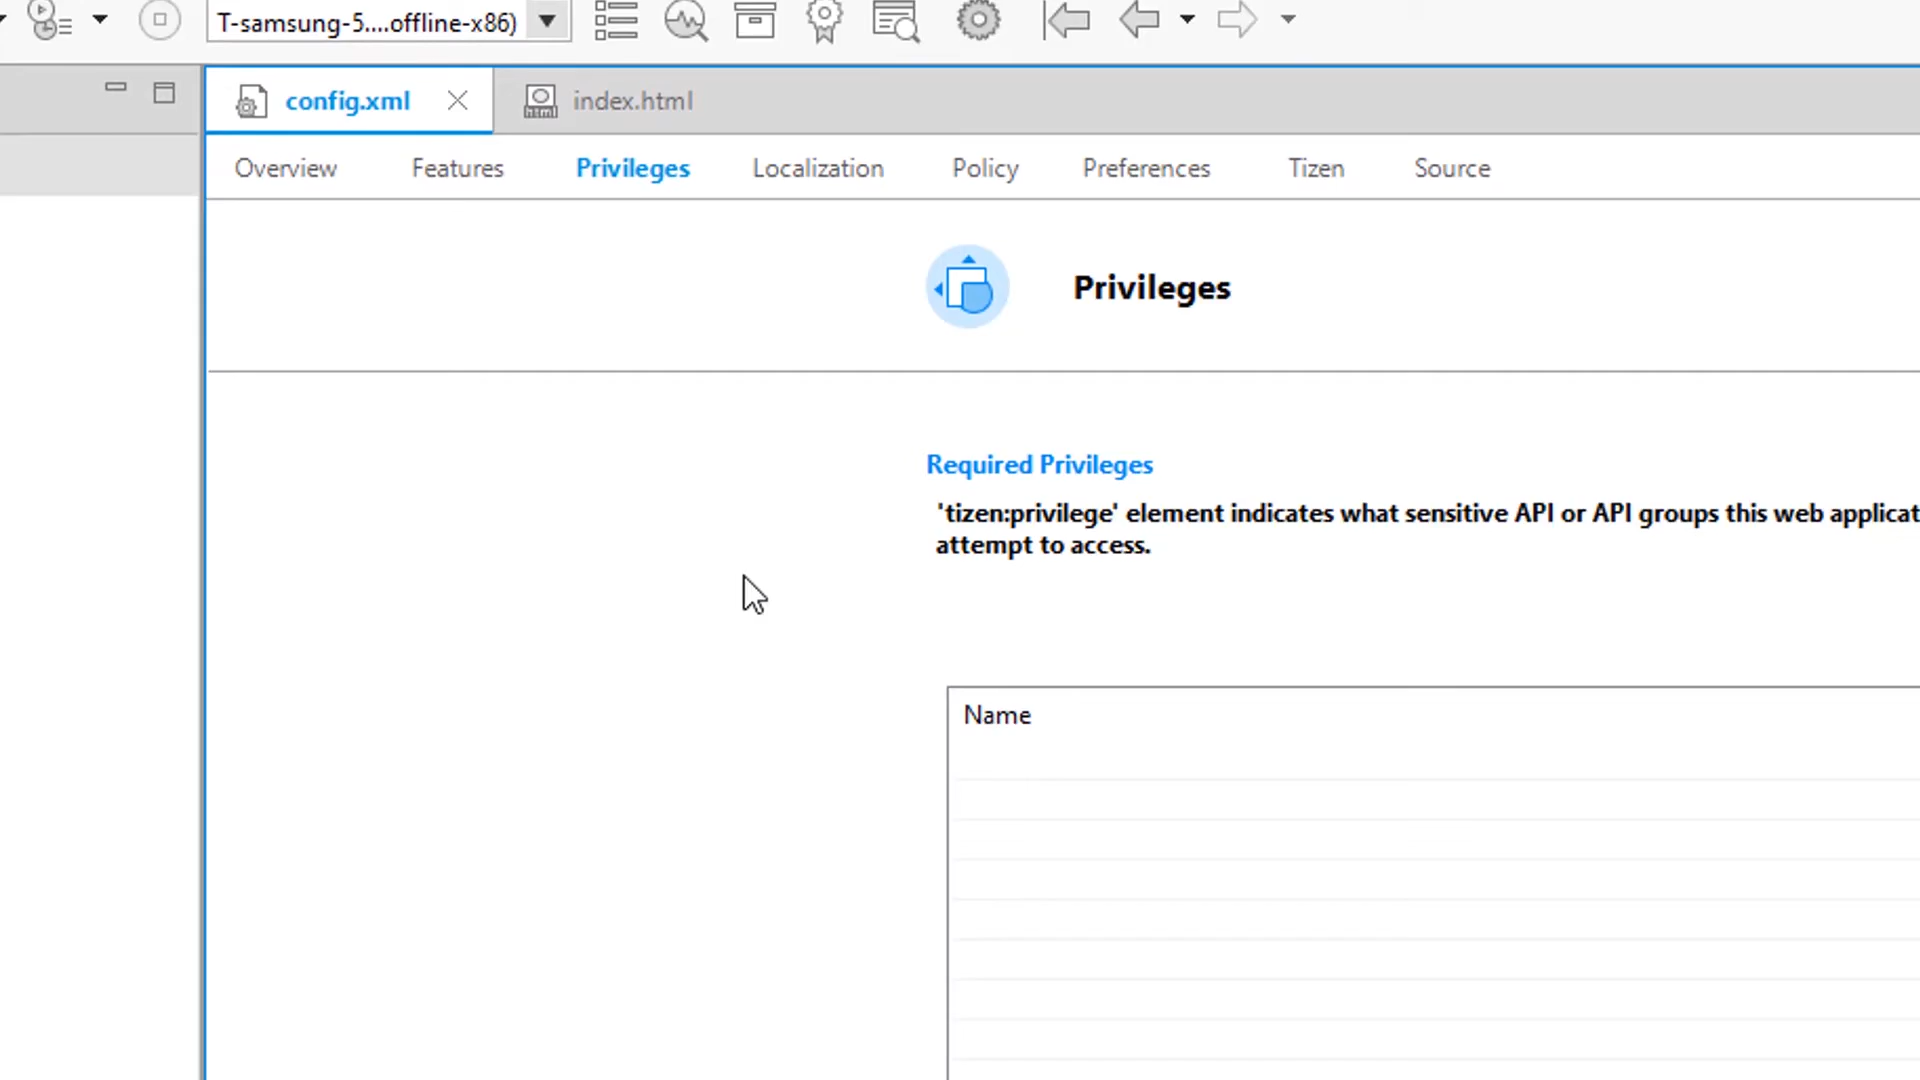 T-samsung-5....offline-x86)
config.xml
index.html
Overview
Features
Privileges
Localization
Policy
Preferences
Tizen
Source
Privileges
Required Privileges
'tizen:privilege' element indicates what sensitive API or API groups this web applicat
attempt to access.
Name